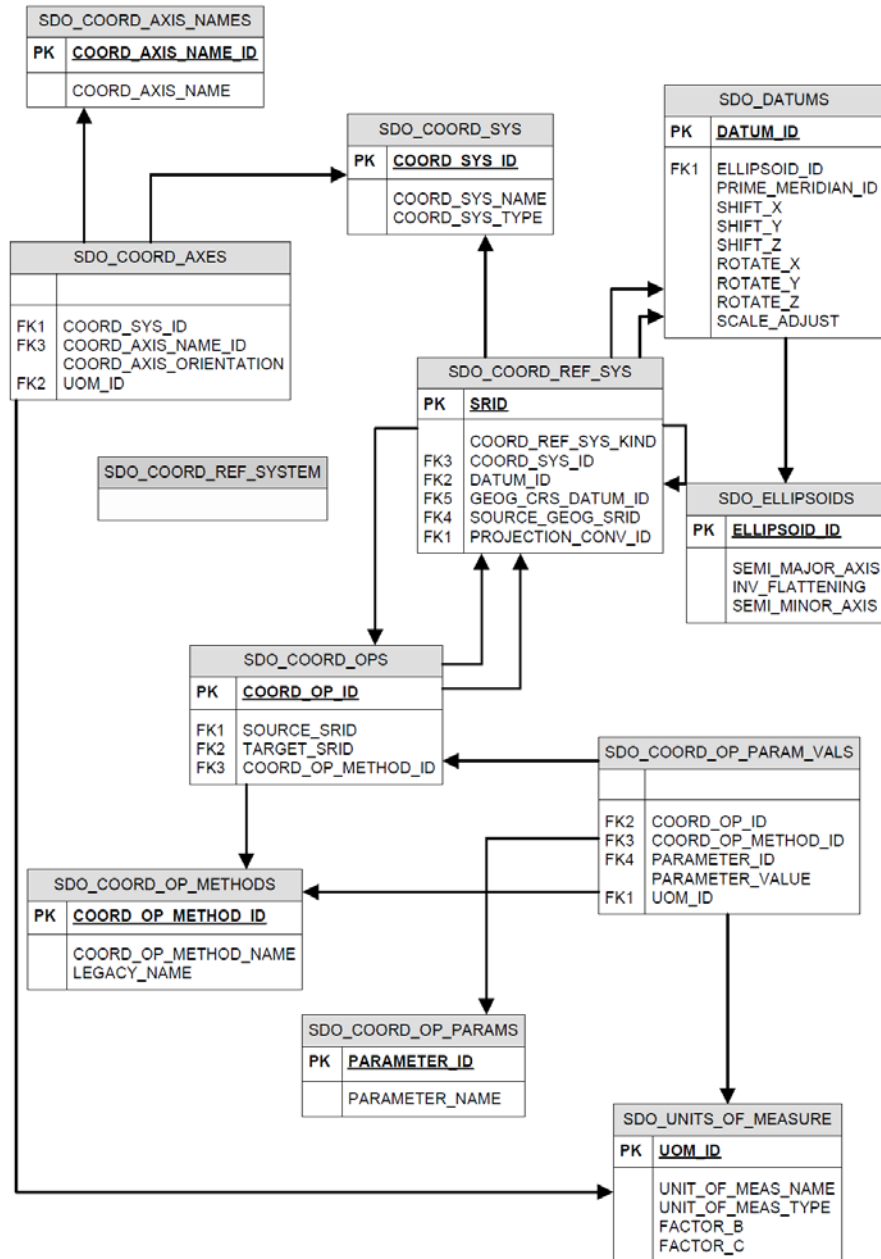 SDO_COORD_AXIS_NAMES
PK COORD_AXIS_NAME_ID
COORD_AXIS_NAME
SDO_DATUMS
PK DATUM_ID
FK1 ELLIPSOID_ID
PRIME_MERIDIAN_ID
SHIFT_X
SHIFT_Y
SHIFT_Z
ROTATE_X
ROTATE_Y
ROTATE_Z
SCALE_ADJUST
SDO_COORD_SYS
PK COORD_SYS_ID
COORD_SYS_NAME
COORD_SYS_TYPE
SDO_COORD_AXES
FK1 COORD_SYS_ID
FK3 COORD_AXIS_NAME_ID
COORD_AXIS_ORIENTATION
FK2 UOM_ID
SDO_COORD_REF_SYS
PK SRID
COORD_REF_SYS_KIND
FK3 COORD_SYS_ID
FK2 DATUM_ID
FK5 GEOG_CRS_DATUM_ID
FK4 SOURCE_GEOG_SRID
FK1 PROJECTION_CONV_ID
SDO_COORD_REF_SYSTEM
SDO_ELLIPSOIDS
PK ELLIPSOID_ID
SEMI_MAJOR_AXIS
INV_FLATTENING
SEMI_MINOR_AXIS
SDO_COORD_OPS
PK COORD_OP_ID
FK1 SOURCE_SRID
FK2 TARGET_SRID
FK3 COORD_OP_METHOD_ID
SDO_COORD_OP_PARAM_VALS
FK2 COORD_OP_ID
FK3 COORD_OP_METHOD_ID
FK4 PARAMETER_ID
PARAMETER_VALUE
FK1 UOM_ID
SDO_COORD_OP_METHODS
PK COORD_OP_METHOD_ID
COORD_OP_METHOD_NAME
LEGACY_NAME
SDO_COORD_OP_PARAMS
PK PARAMETER_ID
PARAMETER_NAME
SDO_UNITS_OF_MEASURE
PK UOM_ID
UNIT_OF_MEAS_NAME
UNIT_OF_MEAS_TYPE
FACTOR_B
FACTOR_C